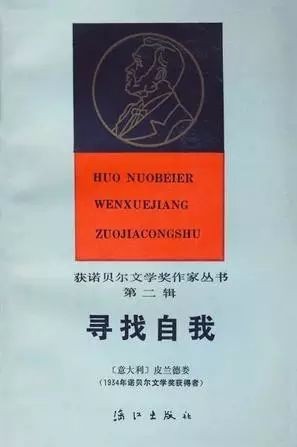 HUO NUOBEIER
WENXUEJIANG
ZUOJIACONGSHU
获诺贝尔文学奖作家丛书
第二辑
寻找自我
〔意大利〕皮兰德娄
(1934年诺贝尔文学奖获得者)
漓江出版社